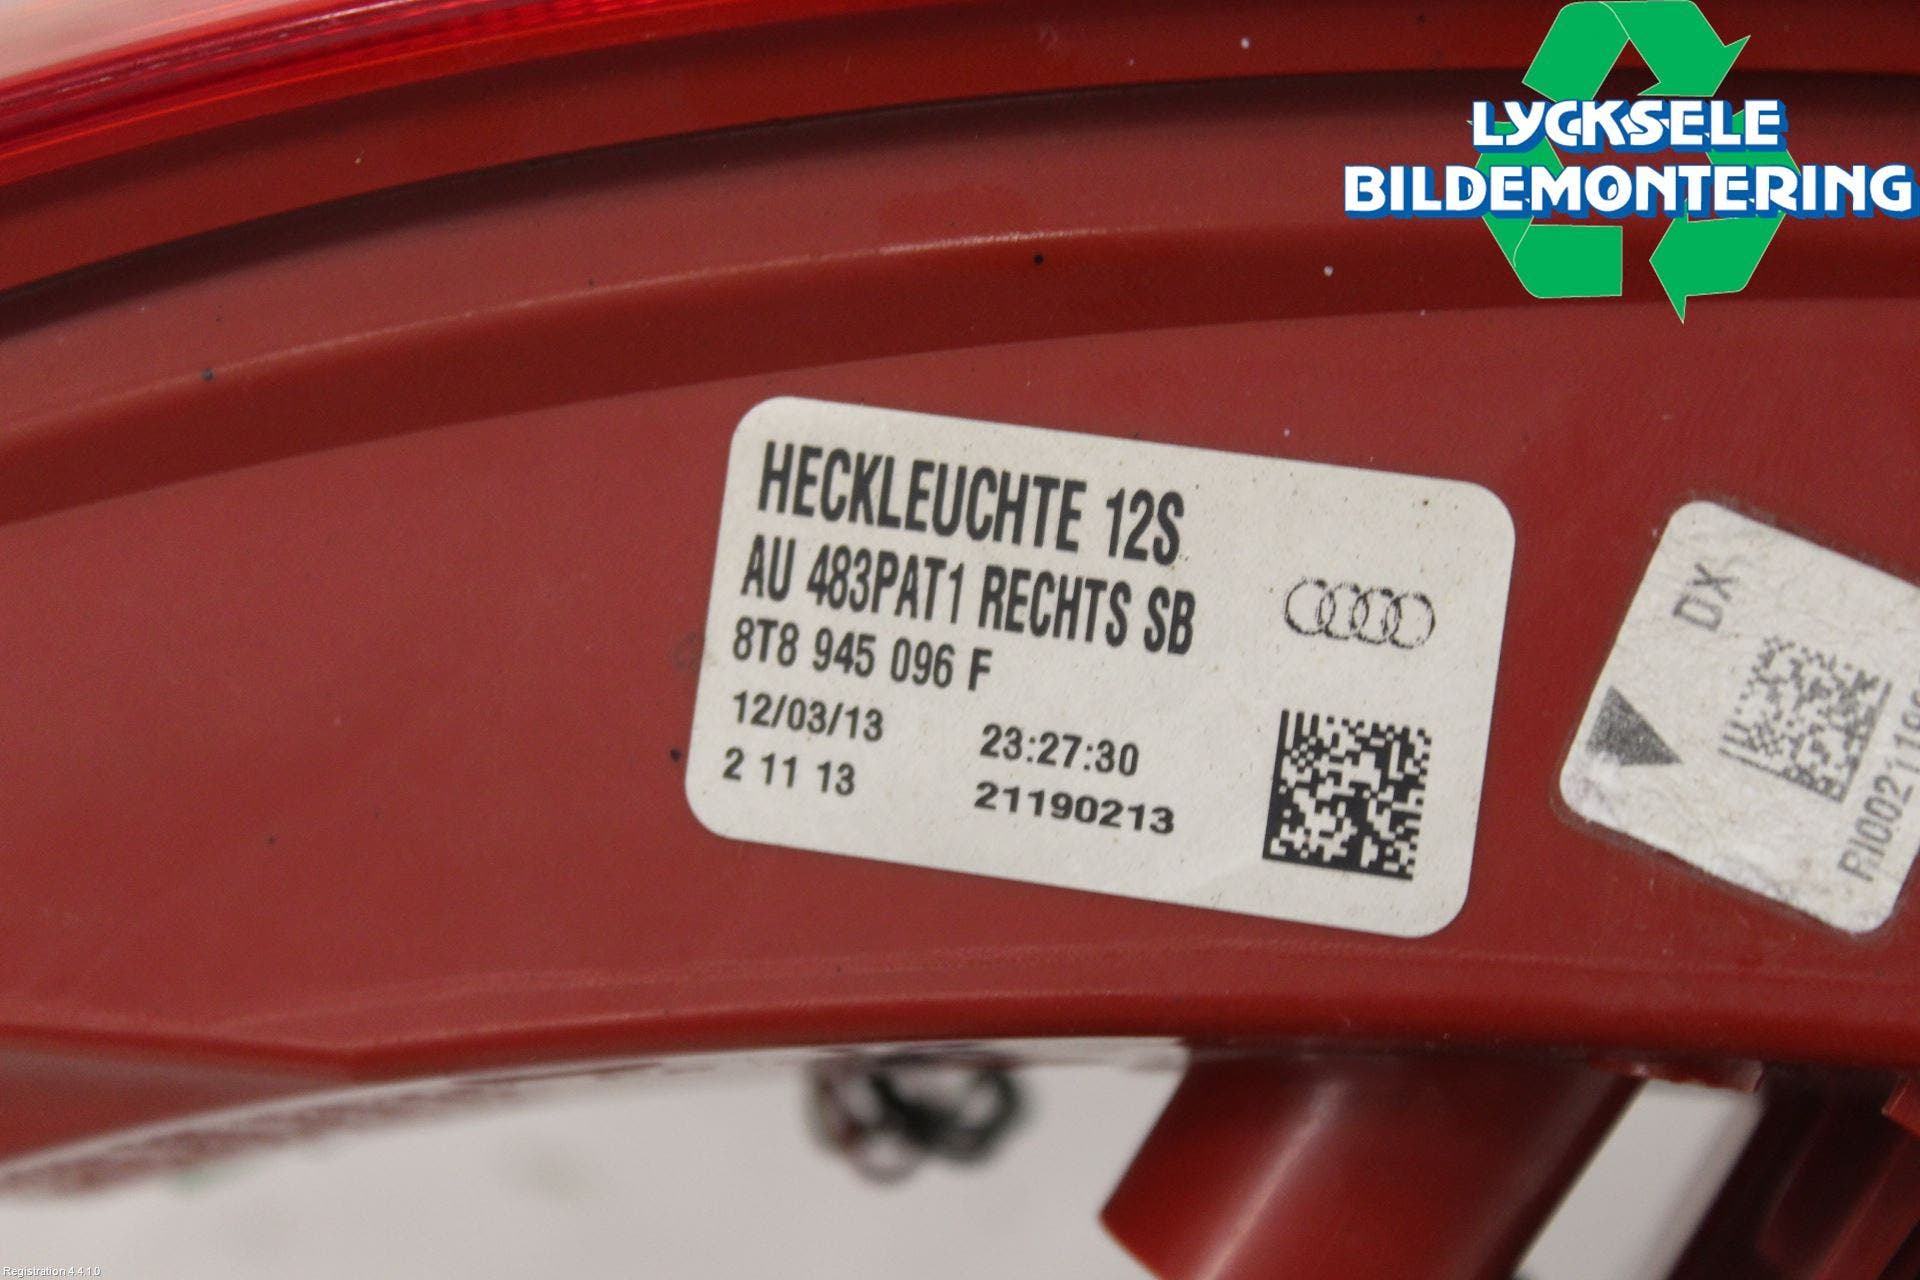 LYCKSELE
BILDEMONTERING
HECKLEUCHTE 12S
AU 483PAT1 RECHTS SB
8T8 945 096 F
12/03/13 23:27:30
2 11 13 21190213
DX
Registration 4.4.1.0